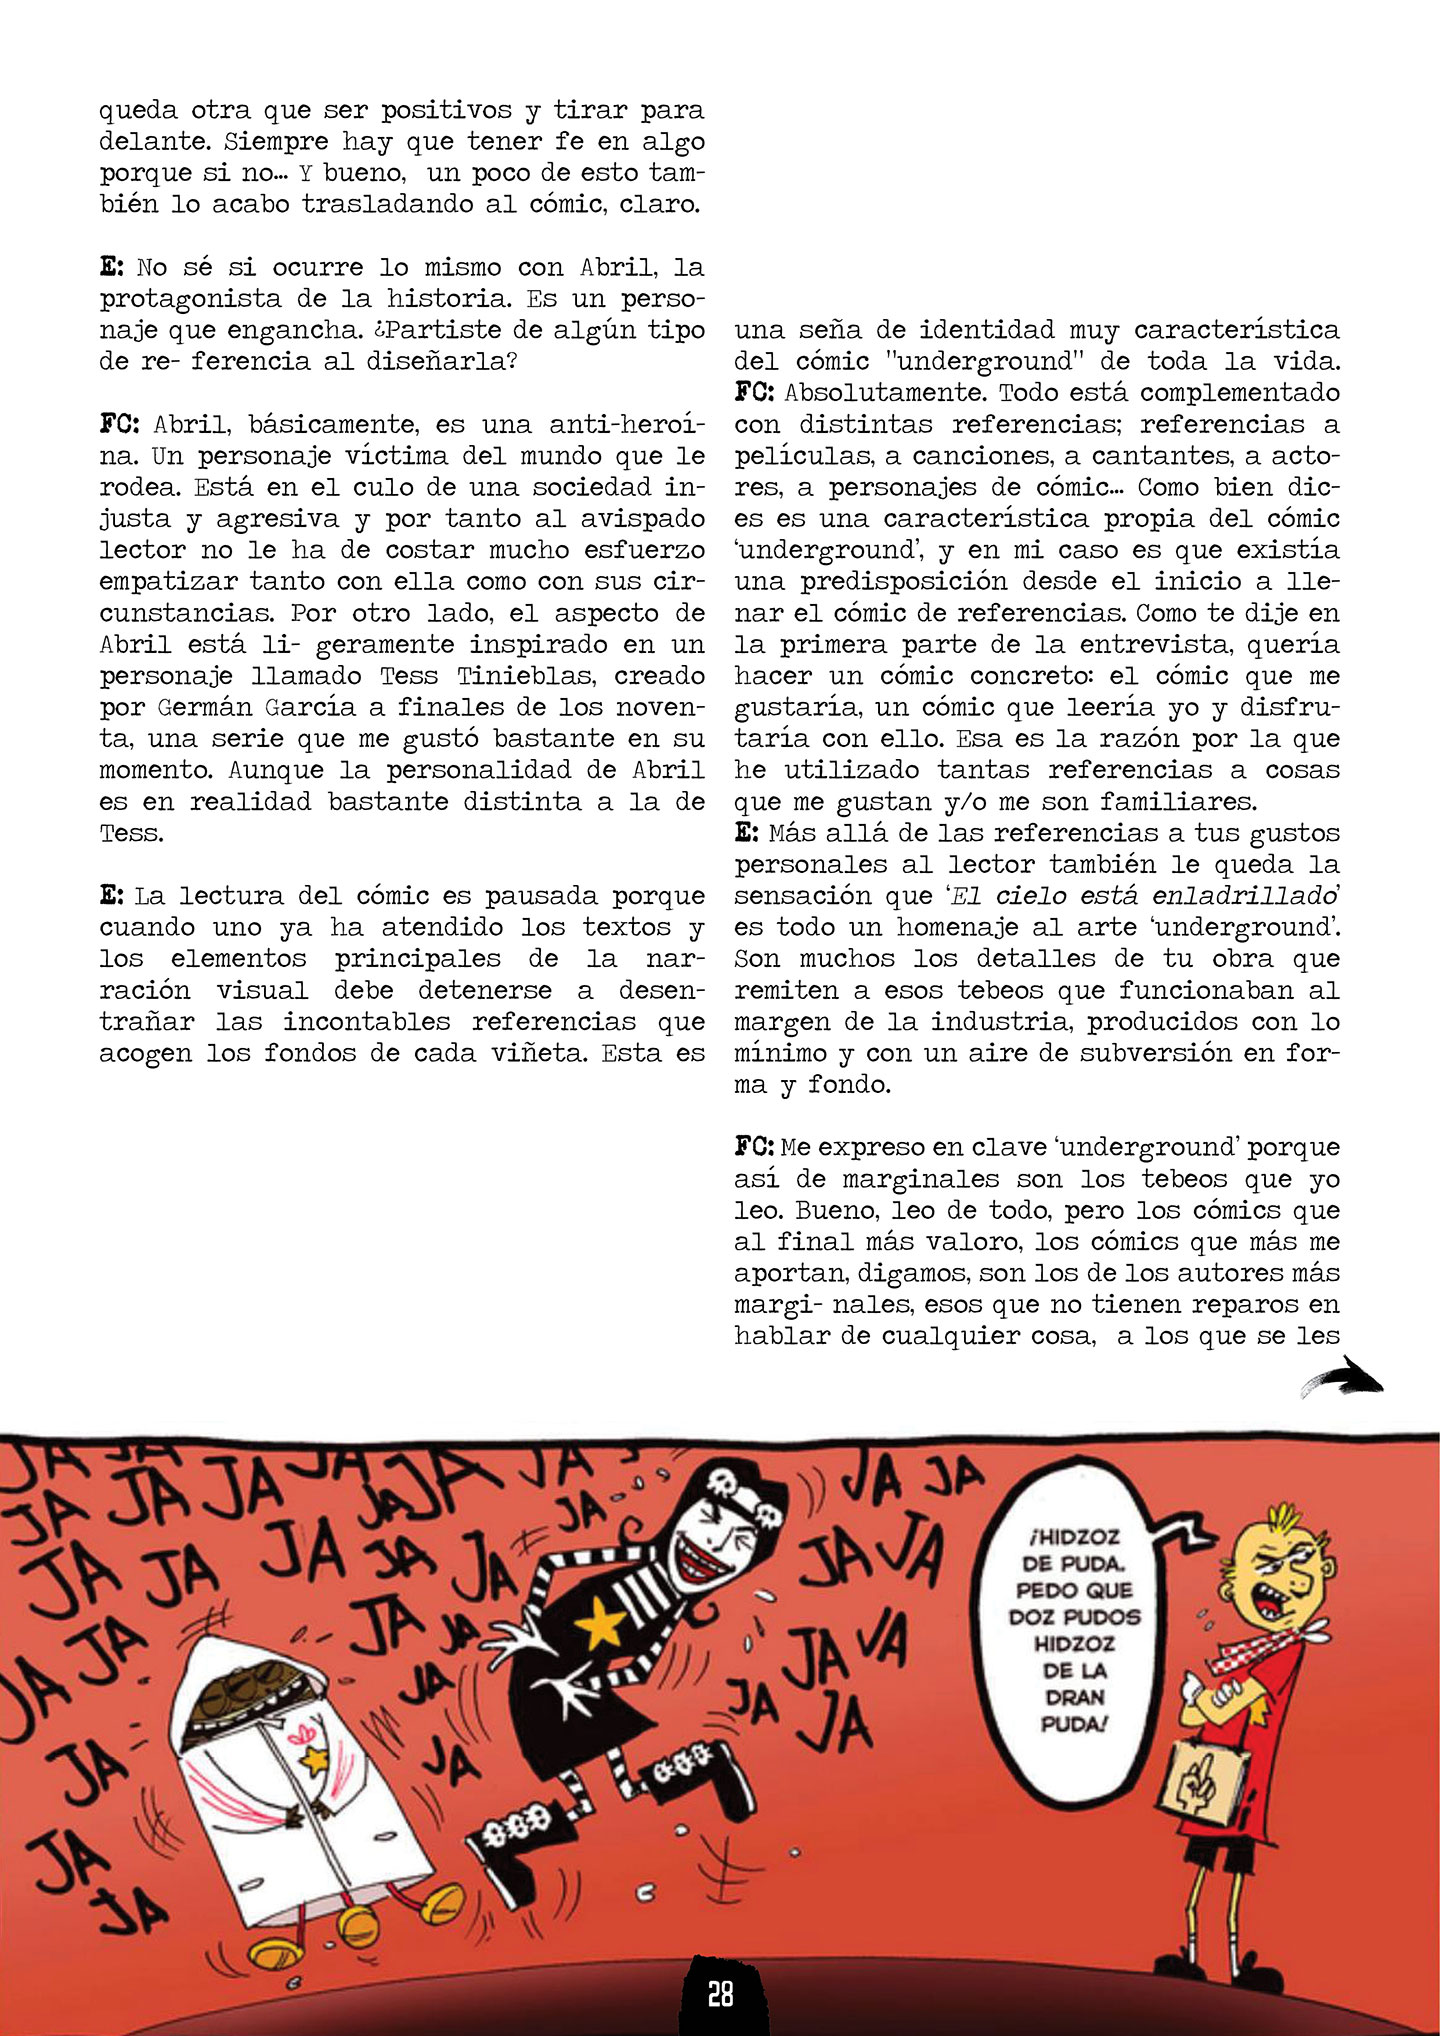 queda otra que ser positivos y tirar para
delante. Siempre hay que tener fe en algo
porque si no... Y bueno,  un poco de esto tam-
bién lo acabo trasladando al cómic, claro.
E: No sé si ocurre lo mismo con Abril, la
protagonista de la historia. Es un perso-
naje que engancha. ¿Partiste de algún tipo
de re- ferencia al diseñarla?
FC: Abril, básicamente, es una anti-heroí-
na. Un personaje víctima del mundo que le
rodea. Está en el culo de una sociedad in-
justa y agresiva y por tanto al avispado
lector no le ha de costar mucho esfuerzo
empatizar tanto con ella como con sus cir-
cunstancias. Por otro lado, el aspecto de
Abril está li- geramente inspirado en un
personaje llamado Tess Tinieblas, creado
por Germán García a finales de los noven-
ta, una serie que me gustó bastante en su
momento. Aunque la personalidad de Abril
es en realidad bastante distinta a la de
Tess.
E: La lectura del cómic es pausada porque
cuando uno ya ha atendido los textos y
los elementos principales de la nar-
ración visual debe detenerse a desen-
trañar las incontables referencias que
acogen los fondos de cada viñeta. Esta es
una seña de identidad muy característica
del cómic "underground" de toda la vida.
FC: Absolutamente. Todo está complementado
con distintas referencias; referencias a
películas, a canciones, a cantantes, a acto-
res, a personajes de cómic... Como bien dic-
es es una característica propia del cómic
‘underground’, y en mi caso es que existía
una predisposición desde el inicio a lle-
nar el cómic de referencias. Como te dije en
la primera parte de la entrevista, quería
hacer un cómic concreto: el cómic que me
gustaría, un cómic que leería yo y disfru-
taría con ello. Esa es la razón por la que
he utilizado tantas referencias a cosas
que me gustan y/o me son familiares.
E: Más allá de las referencias a tus gustos
personales al lector también le queda la
sensación que ‘El cielo está enladrillado’
es todo un homenaje al arte ‘underground’.
Son muchos los detalles de tu obra que
remiten a esos tebeos que funcionaban al
margen de la industria, producidos con lo
mínimo y con un aire de subversión en for-
ma y fondo.
FC: Me expreso en clave ‘underground’ porque
así de marginales son los tebeos que yo
leo. Bueno, leo de todo, pero los cómics que
al final más valoro, los cómics que más me
aportan, digamos, son los de los autores más
margi- nales, esos que no tienen reparos en
hablar de cualquier cosa,  a los que se les
JA JA JA JA JA JA JA JA
JA JA JA JA JA JA JA JA
JA JA JA JA JA JA JA JA
JA JA JA JA JA JA JA JA
JA JA JA JA JA
¡HIDZOZ
DE PUDA.
PEDO QUE
DOZ PUDOS
HIDZOZ
DE LA
DRAN
PUDA!
28